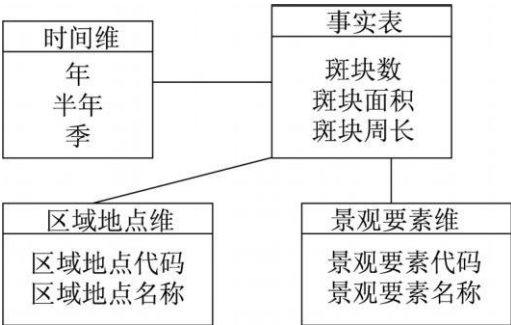 时间维
年
半年
季
事实表
斑块数
斑块面积
斑块周长
区域地点维
区域地点代码
区域地点名称
景观要素维
景观要素代码
景观要素名称